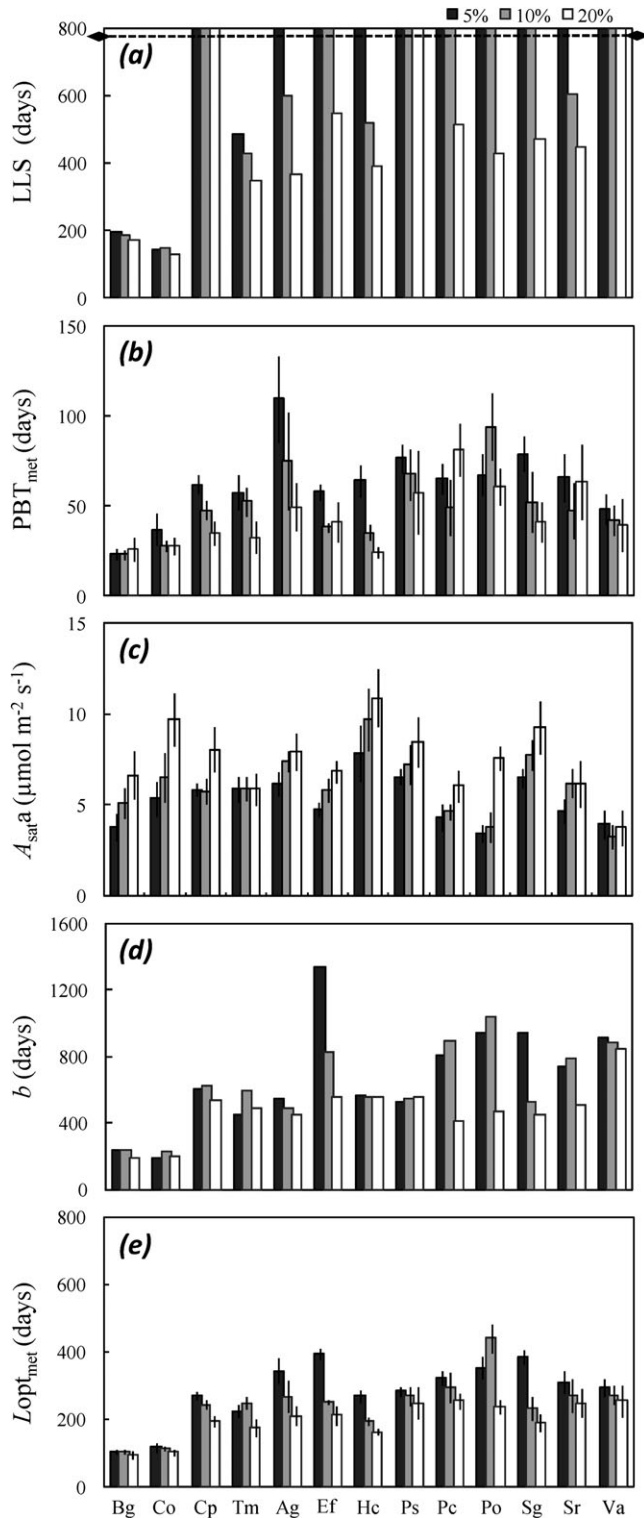 5% 10% 20%
(a)
LLS (days)
800
600
400
200
0
(b)
PBTmet (days)
150
100
50
0
(c)
Asata (µmol m⁻² s⁻¹)
15
10
5
0
(d)
b (days)
1600
1200
800
400
0
(e)
Loptmet (days)
800
600
400
200
0
Bg Co Cp Tm Ag Ef Hc Ps Pc Po Sg Sr Va